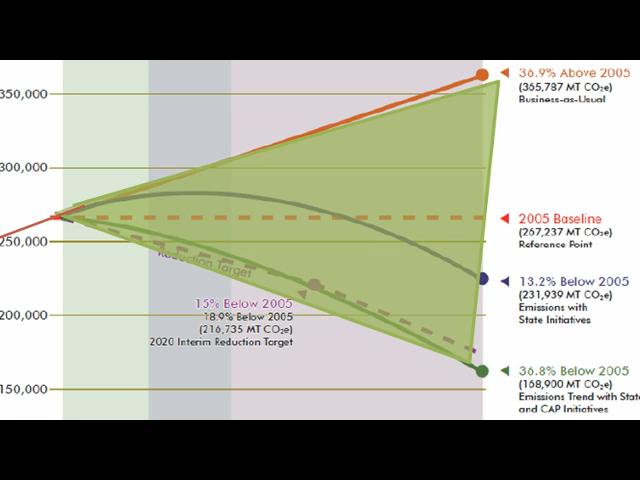 350,000
300,000
250,000
200,000
150,000
Reduction Target
15% Below 2005
18.9% Below 2005
(216,735 MT CO₂e)
2020 Interim Reduction Target
36.9% Above 2005
(365,787 MT CO₂e)
Business-as-Usual
2005 Baseline
(267,237 MT CO₂e)
Reference Point
13.2% Below 2005
(231,939 MT CO₂e)
Emissions with
State Initiatives
36.8% Below 2005
(168,900 MT CO₂e)
Emissions Trend with State
and CAP Initiatives